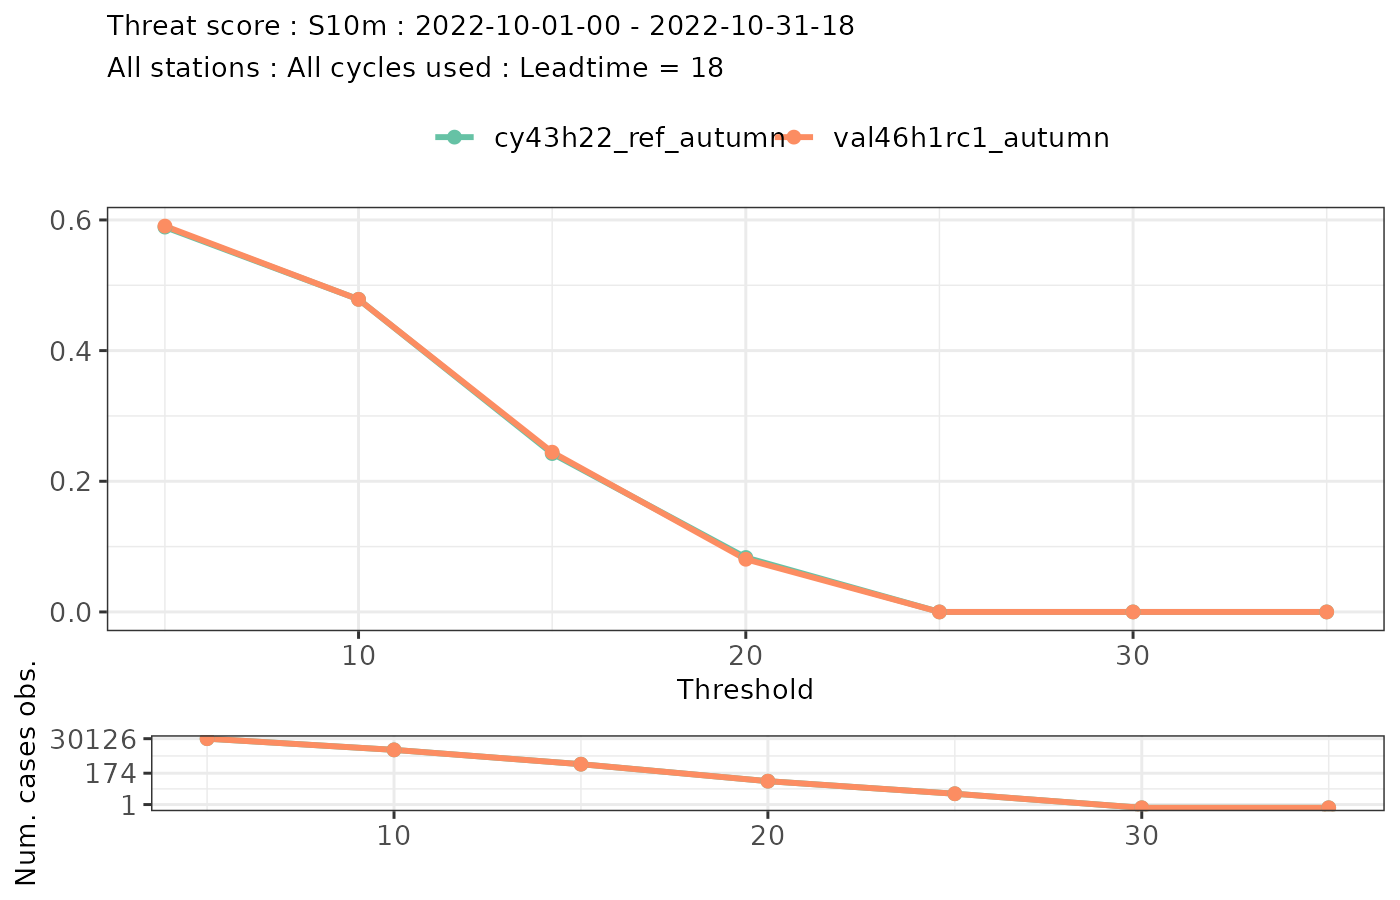 Threat score : S10m : 2022-10-01-00 - 2022-10-31-18
All stations : All cycles used : Leadtime = 18
cy43h22_ref_autumn val46h1rc1_autumn
0.6
0.4
0.2
0.0
10 20 30
Threshold
Num. cases obs.
30126
174
1
10 20 30